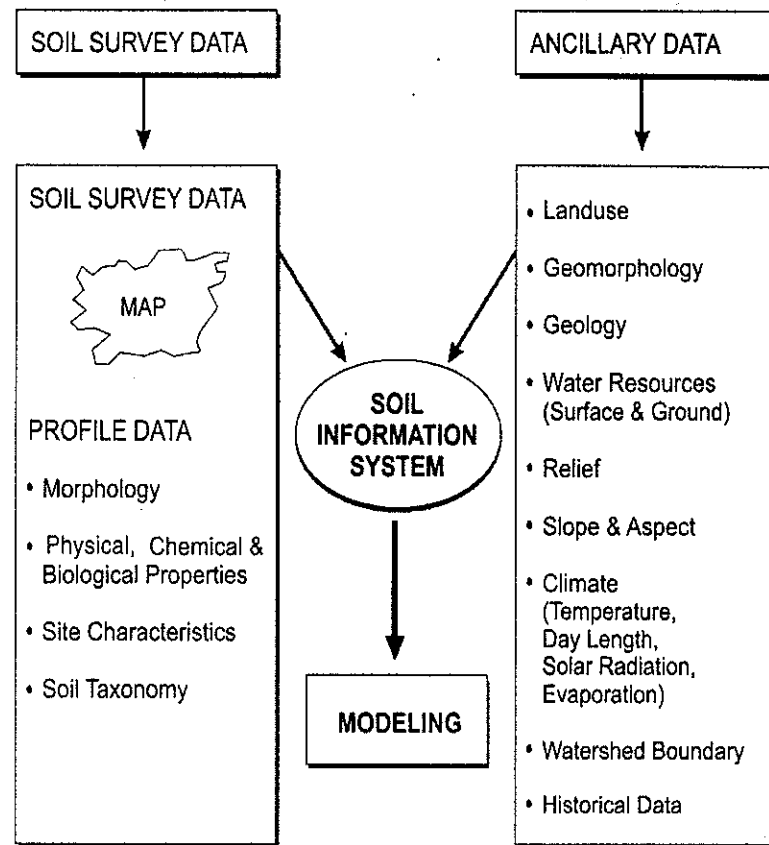 SOIL SURVEY DATA
ANCILLARY DATA
SOIL SURVEY DATA
MAP
PROFILE DATA
• Morphology
• Physical, Chemical &
Biological Properties
• Site Characteristics
• Soil Taxonomy
SOIL
INFORMATION
SYSTEM
MODELING
• Landuse
• Geomorphology
• Geology
• Water Resources
(Surface & Ground)
• Relief
• Slope & Aspect
• Climate
(Temperature,
Day Length,
Solar Radiation,
Evaporation)
• Watershed Boundary
• Historical Data